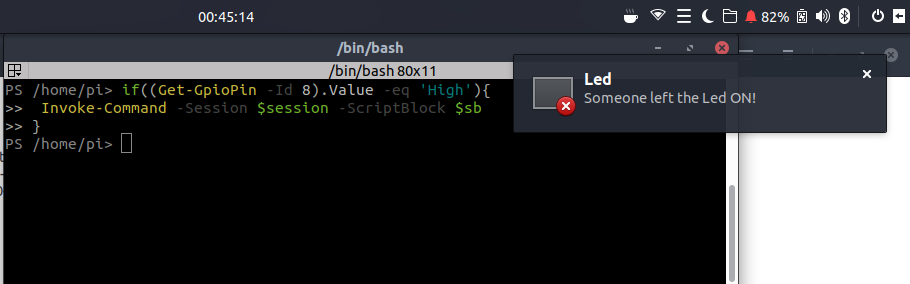 00:45:14
82%
/bin/bash
/bin/bash 80x11
PS /home/pi> if((Get-GpioPin -Id 8).Value -eq 'High'){
>>  Invoke-Command -Session $session -ScriptBlock $sb
>> }
PS /home/pi>
Led
Someone left the Led ON!